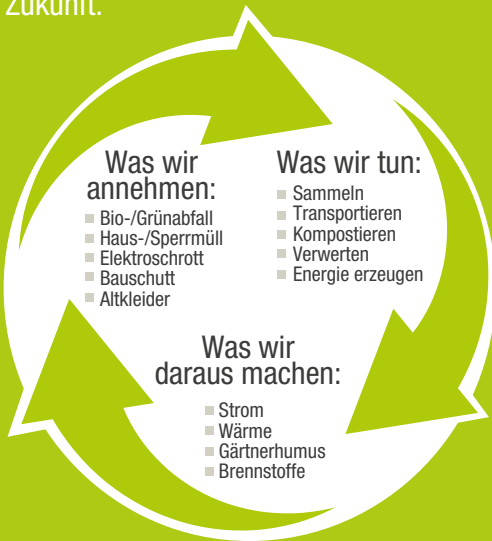 Zukunft.
Was wir
annehmen:
Bio-/Grünabfall
Haus-/Sperrmüll
Elektroschrott
Bauschutt
Altkleider
Was wir tun:
Sammeln
Transportieren
Kompostieren
Verwerten
Energie erzeugen
Was wir
daraus machen:
Strom
Wärme
Gärtnerhumus
Brennstoffe